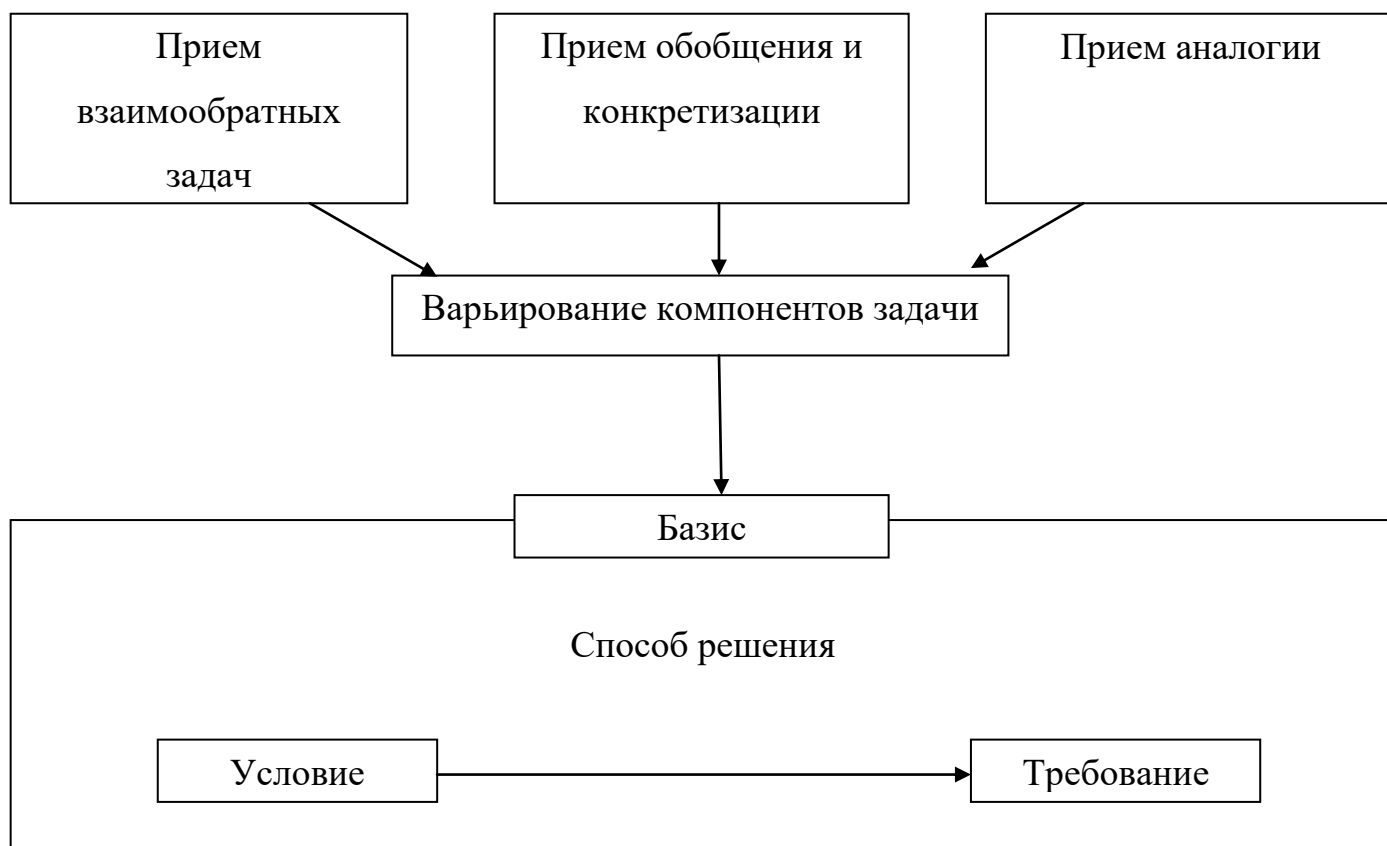 Прием
взаимообратных
задач
Прием обобщения и
конкретизации
Прием аналогии
Варьирование компонентов задачи
Базис
Способ решения
Условие
Требование